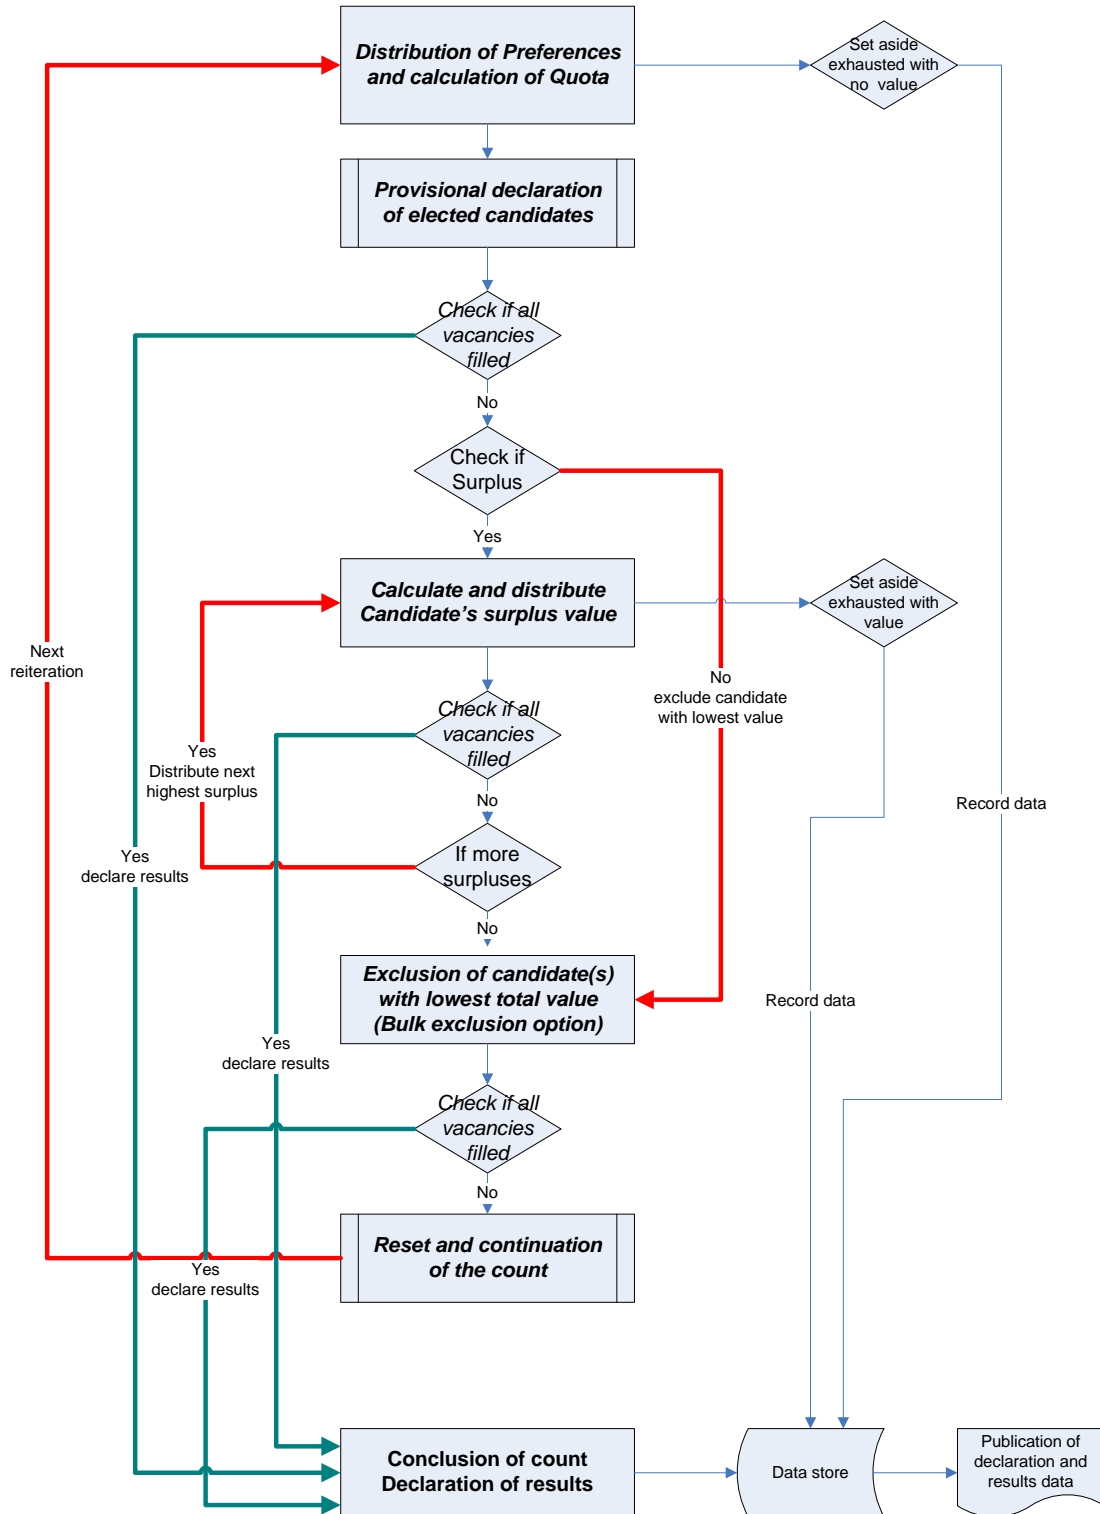 Distribution of Preferences
and calculation of Quota
Set aside
exhausted with
no value
Provisional declaration
of elected candidates
Check if all
vacancies
filled
No
Check if
Surplus
Yes
Calculate and distribute
Candidate's surplus value
Set aside
exhausted with
value
Next
reiteration
No
exclude candidate
with lowest value
Check if all
vacancies
filled
Yes
Distribute next
highest surplus
No
Record data
If more
surpluses
Yes
declare results
No
Exclusion of candidate(s)
with lowest total value
(Bulk exclusion option)
Record data
Yes
declare results
Check if all
vacancies
filled
No
Reset and continuation
of the count
Yes
declare results
Conclusion of count
Declaration of results
Data store
Publication of
declaration and
results data